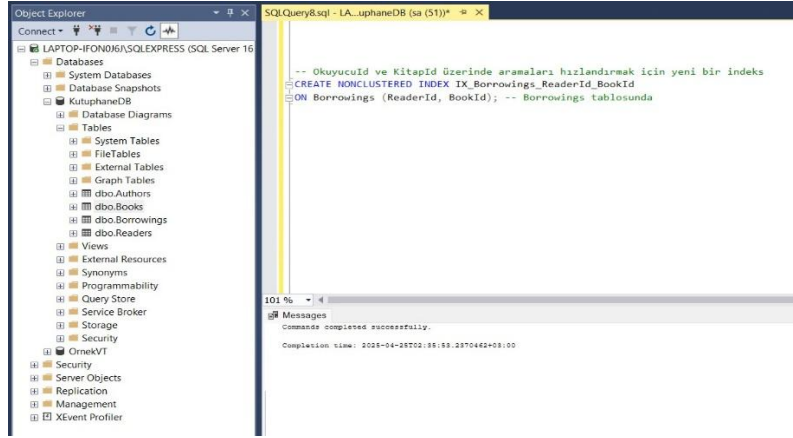 Object Explorer
Connect
LAPTOP-IFON0J6J\SQLEXPRESS (SQL Server 16
Databases
System Databases
Database Snapshots
KutuphaneDB
Database Diagrams
Tables
System Tables
FileTables
External Tables
Graph Tables
dbo.Authors
dbo.Books
dbo.Borrowings
dbo.Readers
Views
External Resources
Synonyms
Programmability
Query Store
Service Broker
Storage
Security
OrnekVT
Security
Server Objects
Replication
Management
XEvent Profiler
SQLQuery8.sql - LA...uphaneDB (sa (51))*
-- OkuyucuId ve KitapId üzerinde aramaları hızlandırmak için yeni bir indeks
CREATE NONCLUSTERED INDEX IX_Borrowings_ReaderId_BookId
ON Borrowings (ReaderId, BookId); -- Borrowings tablosunda
101 %
Messages
Commands completed successfully.
Completion time: 2025-04-25T02:35:53.2370462+03:00